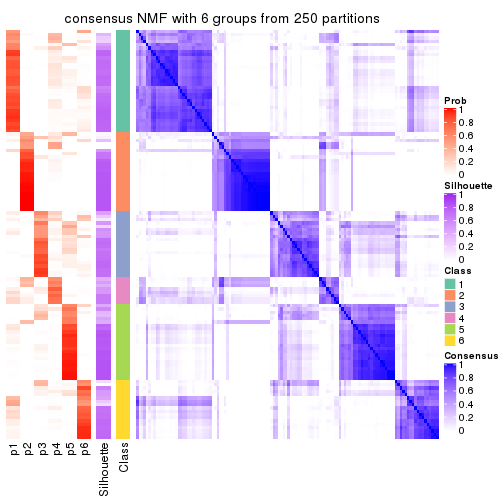 consensus NMF with 6 groups from 250 partitions
Prob
1
0.8
0.6
0.4
0.2
0
Silhouette
1
0.8
0.6
0.4
0.2
0
Class
1
2
3
4
5
6
Consensus
1
0.8
0.6
0.4
0.2
0
p1
p2
p3
p4
p5
p6
Silhouette
Class